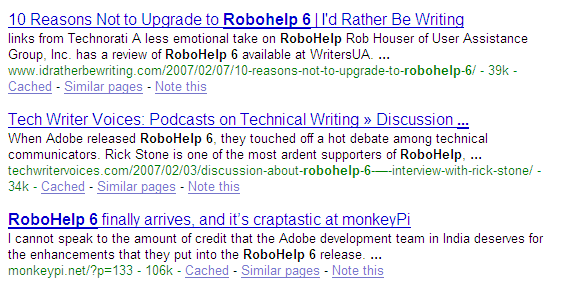 10 Reasons Not to Upgrade to Robohelp 6 | I'd Rather Be Writing
links from Technorati A less emotional take on RoboHelp Rob Houser of User Assistance
Group, Inc. has a review of RoboHelp 6 available at WritersUA. ...
www.idratherbewriting.com/2007/02/07/10-reasons-not-to-upgrade-to-robohelp-6/ - 39k -
Cached - Similar pages - Note this
Tech Writer Voices: Podcasts on Technical Writing » Discussion ...
When Adobe released RoboHelp 6, they touched off a hot debate among technical
communicators. Rick Stone is one of the most ardent supporters of RoboHelp, ...
techwritervoices.com/2007/02/03/discussion-about-robohelp-6-—-interview-with-rick-stone/ -
34k - Cached - Similar pages - Note this
RoboHelp 6 finally arrives, and it's craptastic at monkeyPi
I cannot speak to the amount of credit that the Adobe development team in India deserves for
the enhancements that they put into the RoboHelp 6 release. ...
monkeypi.net/?p=133 - 106k - Cached - Similar pages - Note this